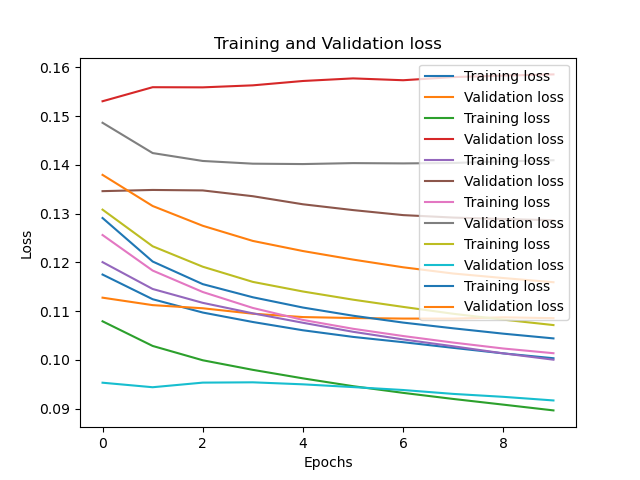 Training and Validation loss
Loss
0.16
0.15
0.14
0.13
0.12
0.11
0.10
0.09
Training loss
Validation loss
Training loss
Validation loss
Training loss
Validation loss
Training loss
Validation loss
Training loss
Validation loss
Training loss
Validation loss
0 2 4 6 8
Epochs